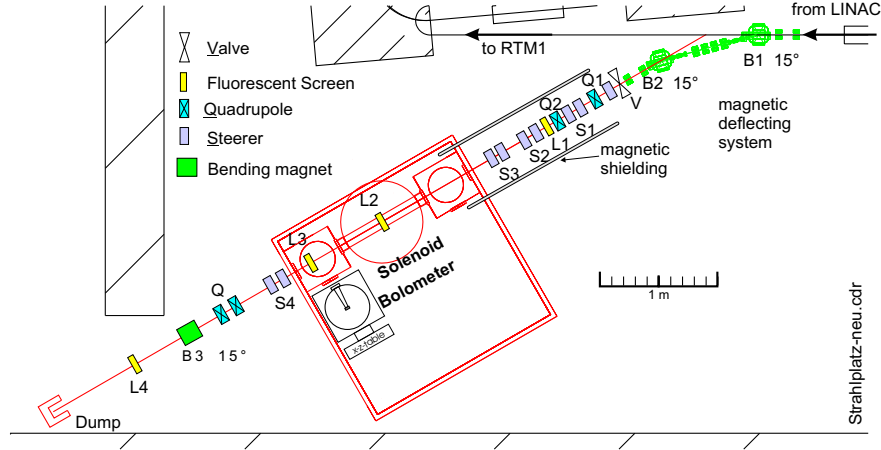 from LINAC
to RTM1
Valve
Fluorescent Screen
Quadrupole
Steerer
Bending magnet
B1 15°
B2 15°
V
Q1
Q2
S1
L1
S2
S3
magnetic
deflecting
system
magnetic
shielding
L2
L3
Solenoid
Bolometer
x-z-table
1 m
S4
Q
B3 15°
L4
Dump
Strahlplatz-neu.cdr